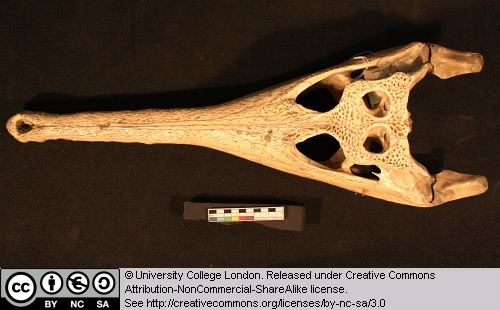 © University College London. Released under Creative Commons
Attribution-NonCommercial-ShareAlike license.
See http://creativecommons.org/licenses/by-nc-sa/3.0
cc
BY NC SA